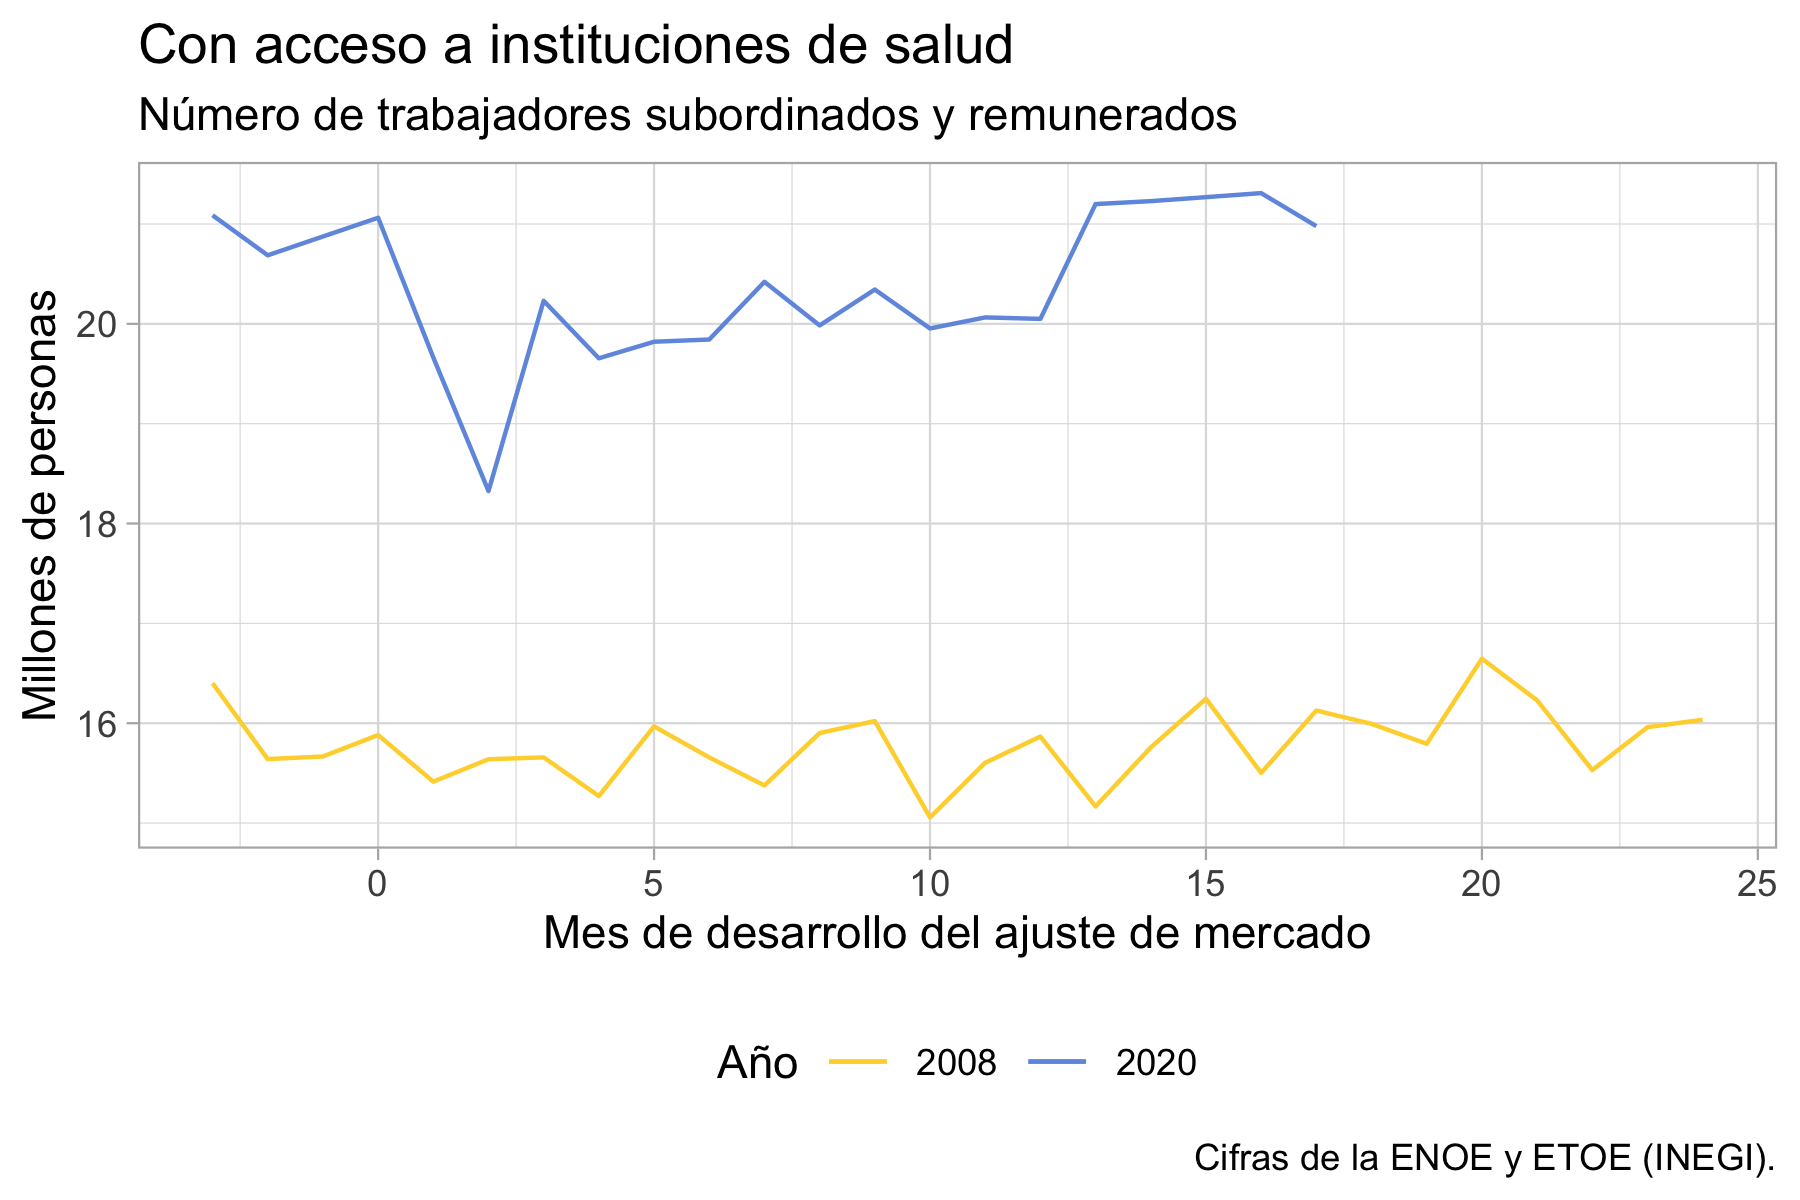 Con acceso a instituciones de salud
Número de trabajadores subordinados y remunerados
Millones de personas
20
18
16
0 5 10 15 20 25
Mes de desarrollo del ajuste de mercado
Año 2008 2020
Cifras de la ENOE y ETOE (INEGI).